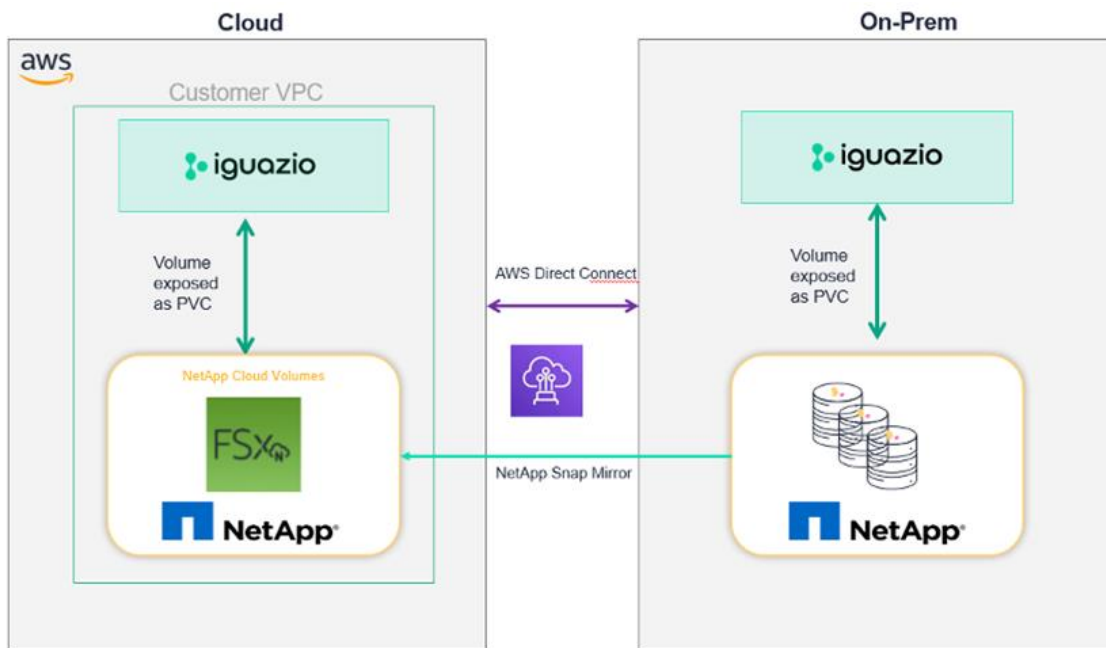 Cloud
aws
Customer VPC
iguazio
Volume
exposed
as PVC
NetApp Cloud Volumes
FSx
N
NetApp®
AWS Direct Connect
NetApp Snap Mirror
On-Prem
iguazio
Volume
exposed
as PVC
NetApp®